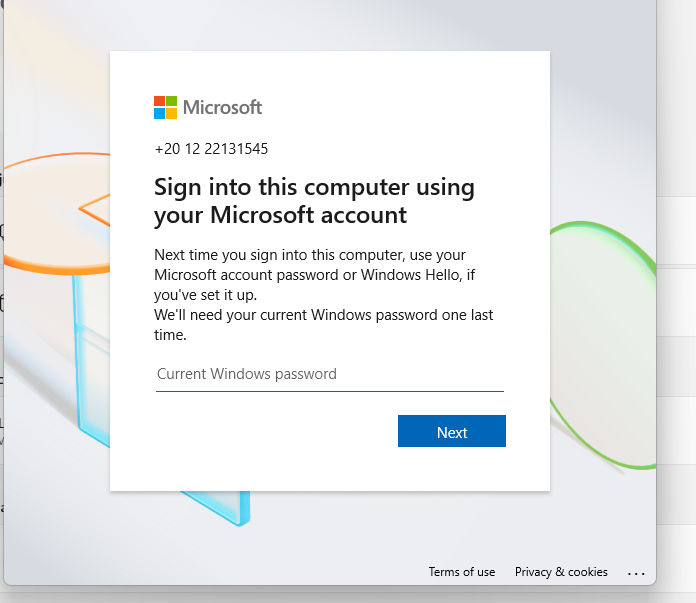 Microsoft
+20 12 22131545
Sign into this computer using
your Microsoft account
Next time you sign into this computer, use your
Microsoft account password or Windows Hello, if
you've set it up.
We'll need your current Windows password one last
time.
Current Windows password
Next
Terms of use Privacy & cookies ...